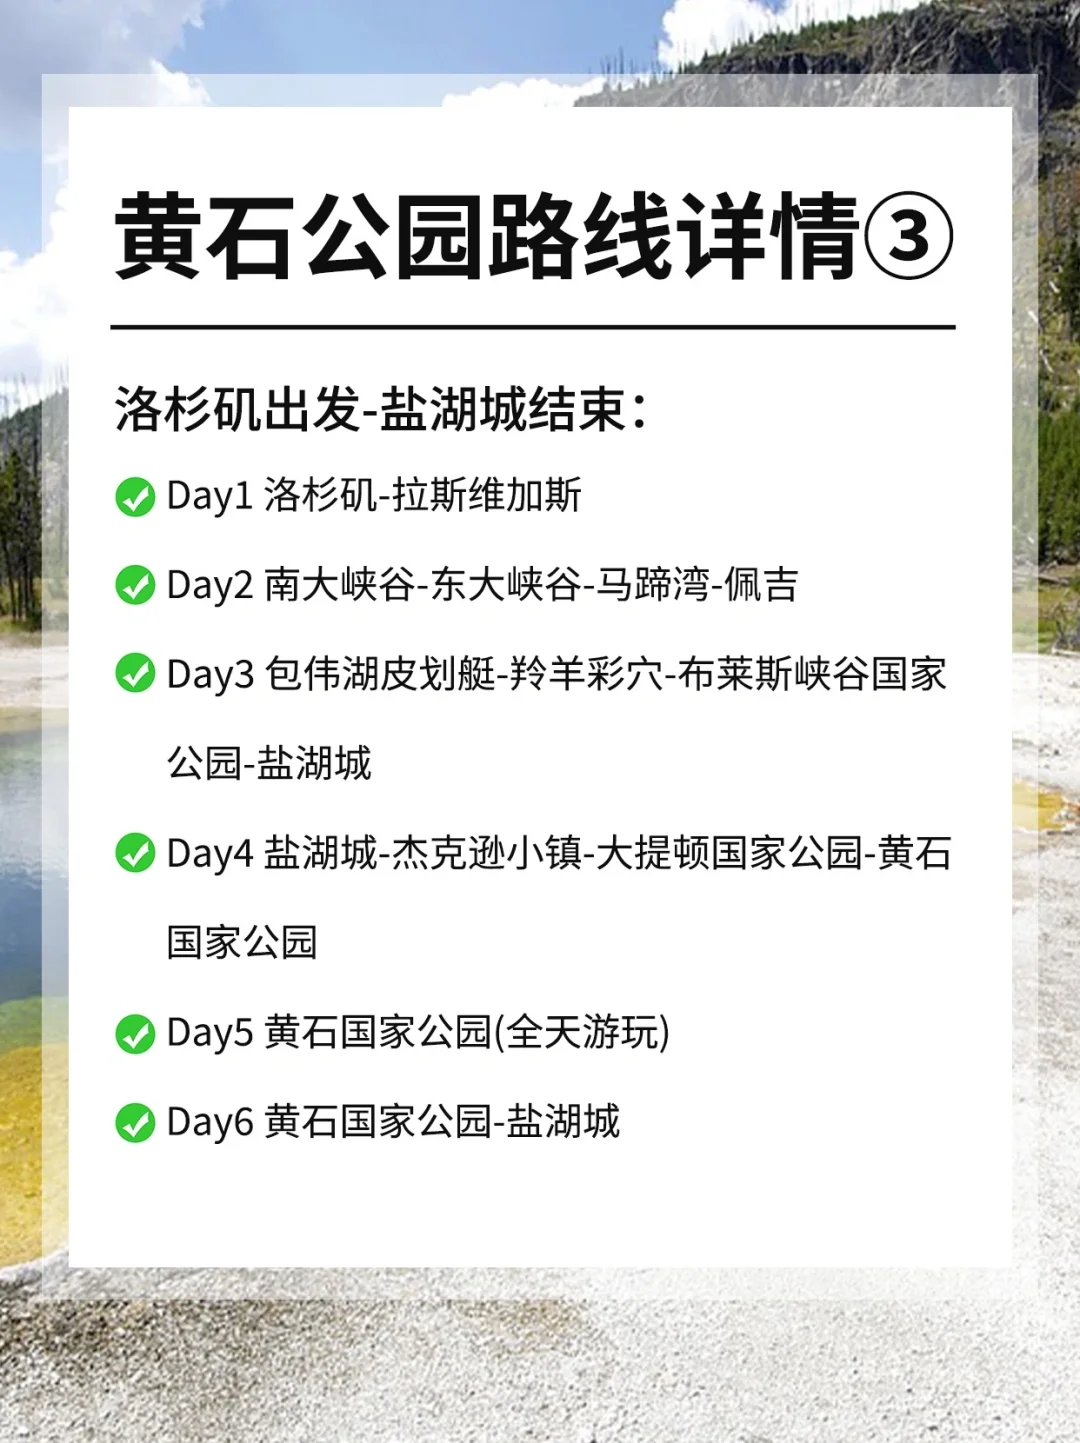 黄石公园路线详情③
洛杉矶出发-盐湖城结束：
Day1 洛杉矶-拉斯维加斯
Day2 南大峡谷-东大峡谷-马蹄湾-佩吉
Day3 包伟湖皮划艇-羚羊彩穴-布莱斯峡谷国家
公园-盐湖城
Day4 盐湖城-杰克逊小镇-大提顿国家公园-黄石
国家公园
Day5 黄石国家公园(全天游玩)
Day6 黄石国家公园-盐湖城